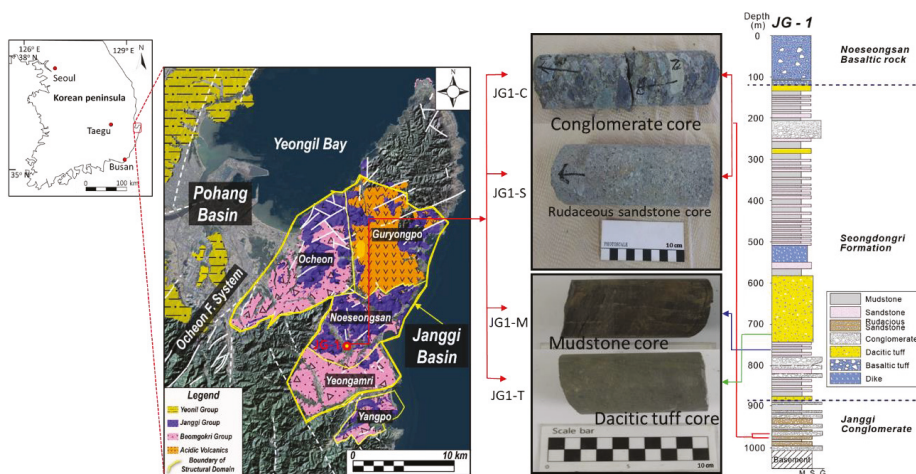 126 E
38° N
129° E
N
Seoul
Korean peninsula
Taegu
Busan
35° N
0 100 km
N
Yeongil Bay
Pohang
Basin
Guryongpo
Ocheon
Ocheon F. System
Noeseongsan
Janggi
Basin
Yeongamri
Yangpo
Legend
Yeonil Group
Janggi Group
Beomgokri Group
Acidic Volcanics
Boundary of
Structural Domain
0 10 km
JG1-C
Conglomerate core
JG1-S
Rudaceous sandstone core
10 cm
JG1-M
Mudstone core
JG1-T
Dacitic tuff core
Scale bar
10 cm
Depth
(m)
JG - 1
0
100
200
300
400
500
600
700
800
900
1000
Basement
M S G
Noeseongsan
Basaltic rock
Seongdongri
Formation
Mudstone
Sandstone
Rudacious
Sandstone
Conglomerate
Dacitic tuff
Basaltic tuff
Dike
Janggi
Conglomerate